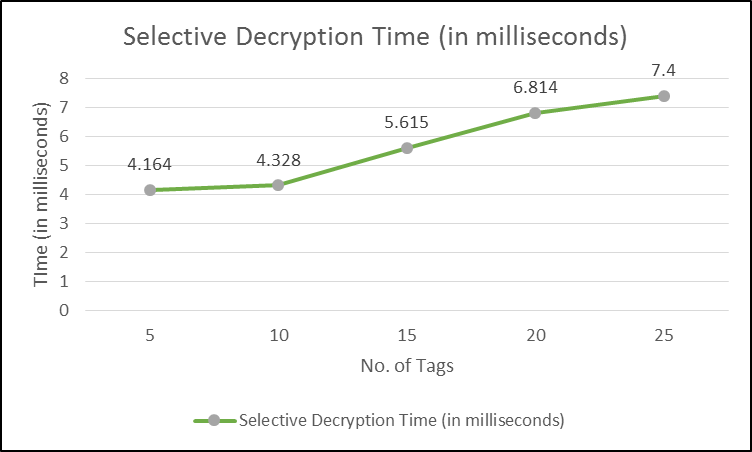 Selective Decryption Time (in milliseconds)
8
7
6
5
4
3
2
1
0
TIme (in milliseconds)
4.164
4.328
5.615
6.814
7.4
5 10 15 20 25
No. of Tags
Selective Decryption Time (in milliseconds)